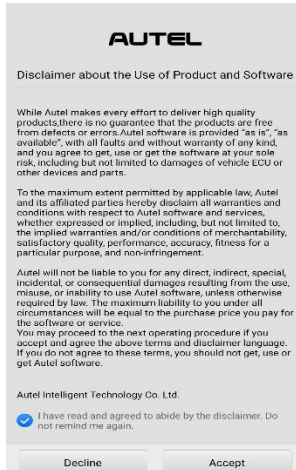 AUTEL
Disclaimer about the Use of Product and Software
While Autel makes every effort to deliver high quality
products,there is no guarantee that the products are free
from defects or errors.Autel software is provided "as is", "as
available", with all faults and without warranty of any kind,
and you agree to get, use or get the software at your sole
risk, including but not limited to damages of vehicle ECU or
other devices and parts.
To the maximum extent permitted by applicable law, Autel
and its affiliated parties hereby disclaim all warranties and
conditions with respect to Autel software and services,
whether expressed or implied, including, but not limited to,
the implied warranties and/or conditions of merchantability,
satisfactory quality, performance, accuracy, fitness for a
particular purpose, and non-infringement.
Autel will not be liable to you for any direct, indirect, special,
incidental, or consequential damages resulting from the use,
misuse, or inability to use Autel software, unless otherwise
required by law. The maximum liability to you under all
circumstances will be equal to the purchase price you pay for
the software or service.
You may proceed to the next operating procedure if you
accept and agree the above terms and disclaimer language.
If you do not agree to these terms, you should not get, use or
get Autel software.
Autel Intelligent Technology Co. Ltd.
I have read and agreed to abide by the disclaimer. Do
not remind me again.
Decline
Accept